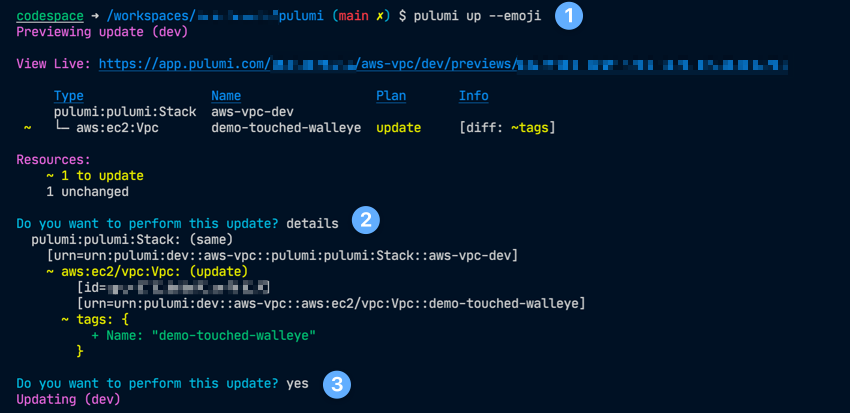 codespace ➜ /workspaces/ pulumi (main ✗) $ pulumi up --emoji 1
Previewing update (dev)
View Live: https://app.pulumi.com/ /aws-vpc/dev/previews/
Type Name Plan Info
pulumi:pulumi:Stack aws-vpc-dev
~ └─ aws:ec2:Vpc demo-touched-walleye update [diff: ~tags]
Resources:
~ 1 to update
1 unchanged
Do you want to perform this update? details 2
pulumi:pulumi:Stack: (same)
[urn=urn:pulumi:dev::aws-vpc::pulumi:pulumi:Stack::aws-vpc-dev]
~ aws:ec2/vpc:Vpc: (update)
[id= ]
[urn=urn:pulumi:dev::aws-vpc::aws:ec2/vpc:Vpc::demo-touched-walleye]
~ tags: {
+ Name: "demo-touched-walleye"
}
Do you want to perform this update? yes 3
Updating (dev)